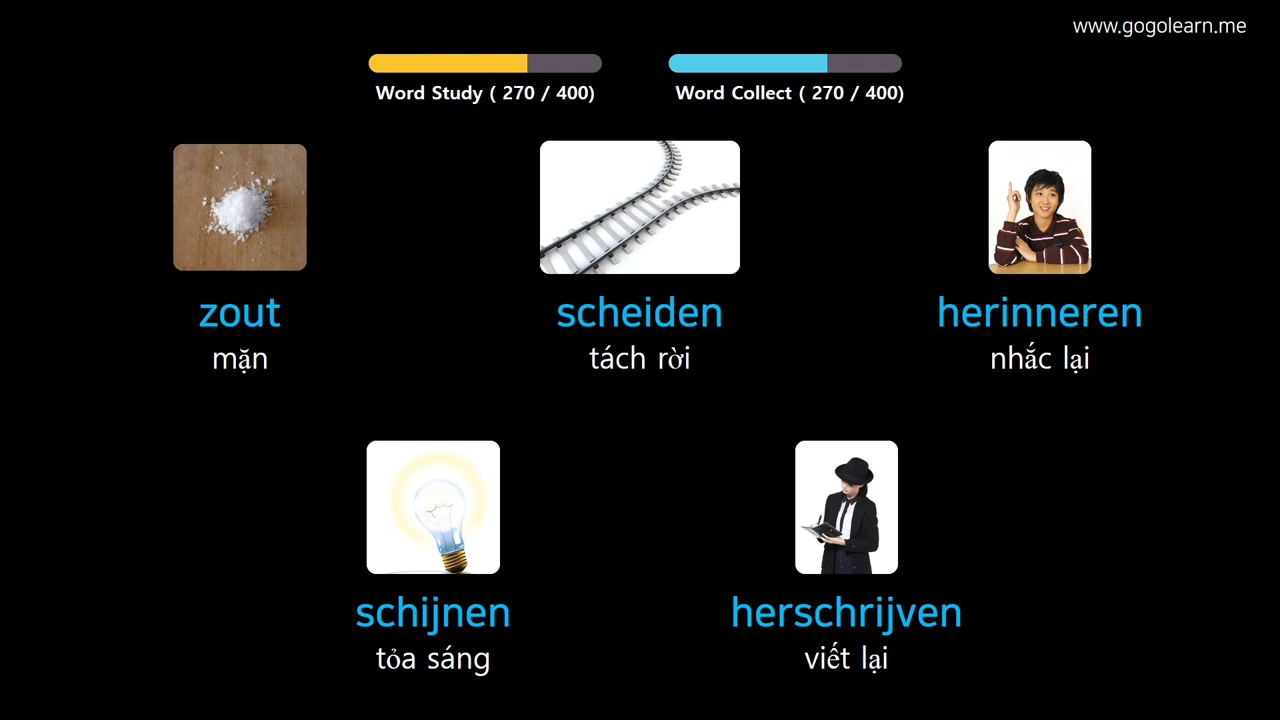 www.gogolearn.me
Word Study ( 270 / 400)
Word Collect ( 270 / 400)
zout
mặn
scheiden
tách rời
herinneren
nhắc lại
schijnen
tỏa sáng
herschrijven
viết lại